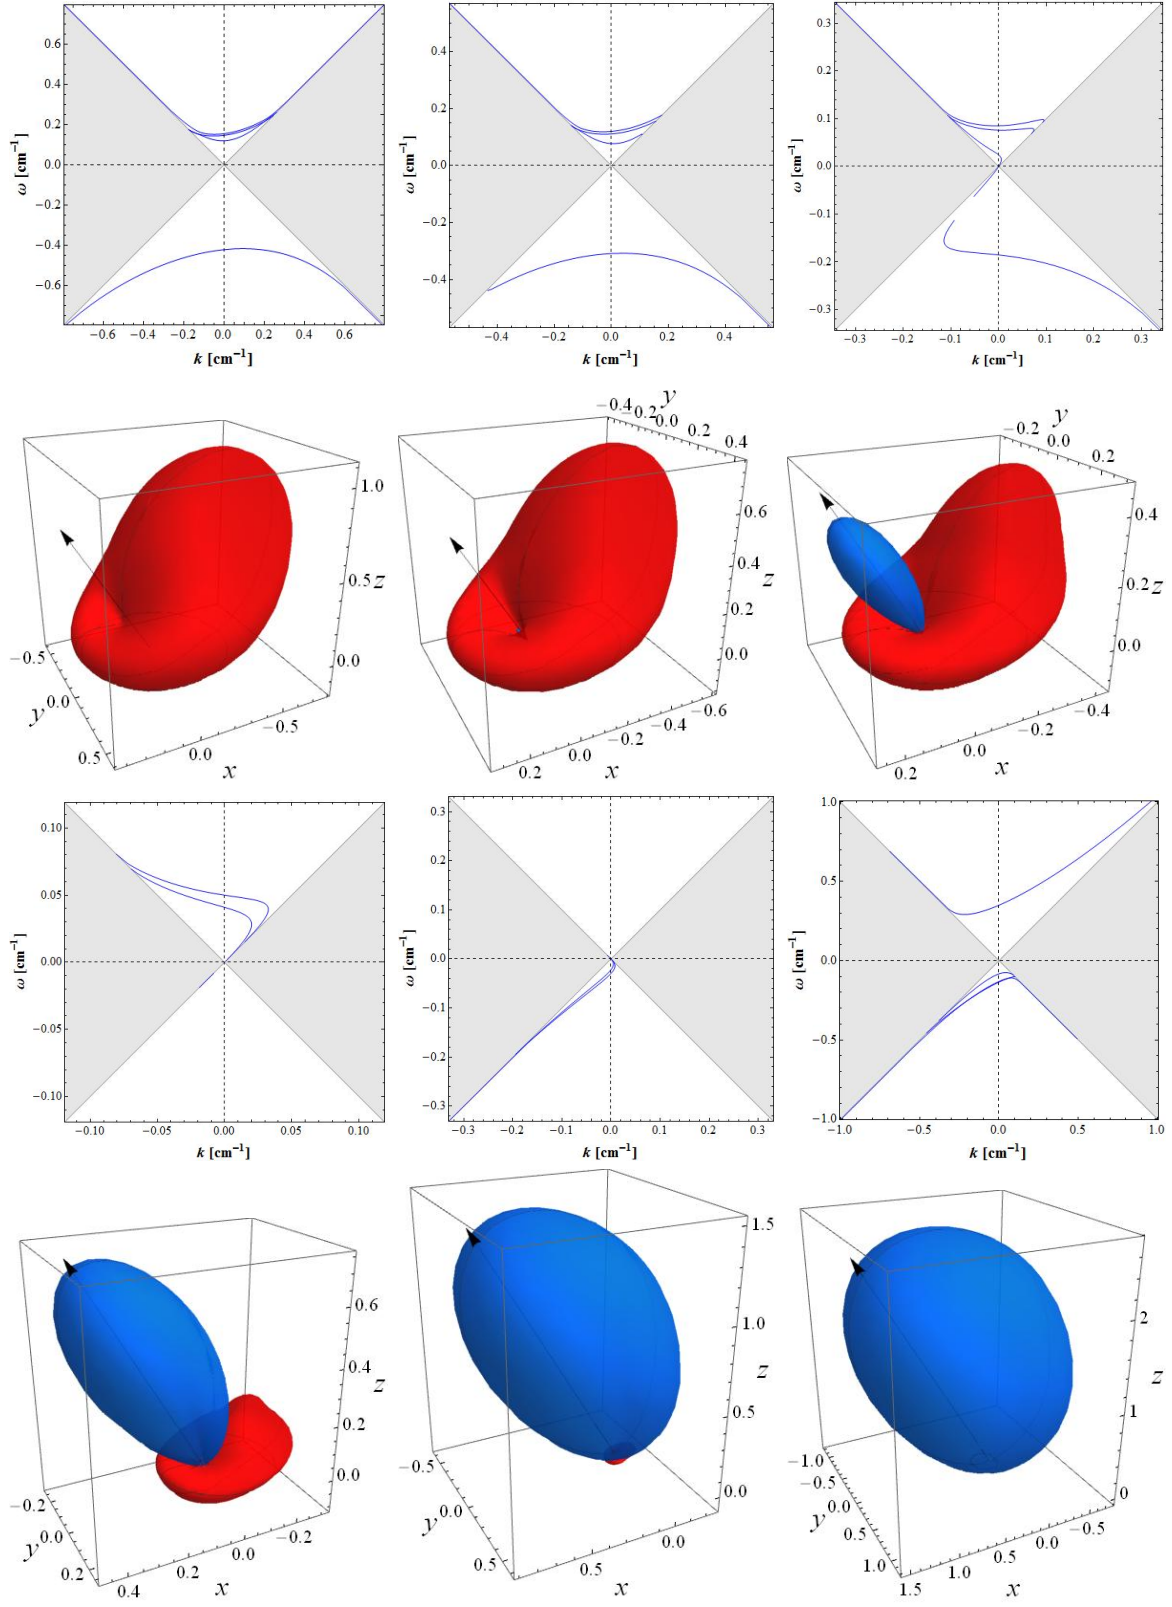 0.6
0.4
0.2
0.0
−0.2
−0.4
−0.6
ω [cm⁻¹]
−0.6 −0.4 −0.2 0.0 0.2 0.4 0.6
k [cm⁻¹]
0.4
0.2
0.0
−0.2
−0.4
ω [cm⁻¹]
−0.4 −0.2 0.0 0.2 0.4
k [cm⁻¹]
0.3
0.2
0.1
0.0
−0.1
−0.2
−0.3
ω [cm⁻¹]
−0.3 −0.2 −0.1 0.0 0.1 0.2 0.3
k [cm⁻¹]
1.0
0.5 z
0.0
−0.5
y 0.0
0.5
0.0 −0.5
x
y
−0.4 −0.2 0.0 0.2 0.4
0.6
0.4
z
0.2
0.0
0.2 0.0 −0.2 −0.4 −0.6
x
y
−0.2 0.0 0.2
0.4
0.2 z
0.0
0.2 0.0 −0.2 −0.4
x
0.10
0.05
0.00
−0.05
−0.10
ω [cm⁻¹]
−0.10 −0.05 0.00 0.05 0.10
k [cm⁻¹]
0.3
0.2
0.1
0.0
−0.1
−0.2
−0.3
ω [cm⁻¹]
−0.3 −0.2 −0.1 0.0 0.1 0.2 0.3
k [cm⁻¹]
1.0
0.5
0.0
−0.5
−1.0
ω [cm⁻¹]
−1.0 −0.5 0.0 0.5 1.0
k [cm⁻¹]
0.6
0.4
z
0.2
0.0
−0.2
y 0.0
0.2
0.4 0.2 0.0 −0.2
x
1.5
1.0
z
0.5
0.0
−0.5
y 0.0
0.5
0.5 0.0
x
2
z
1
0
−1.0
−0.5
y 0.0
0.5
1.0
1.5 1.0 0.5 0.0 −0.5
x